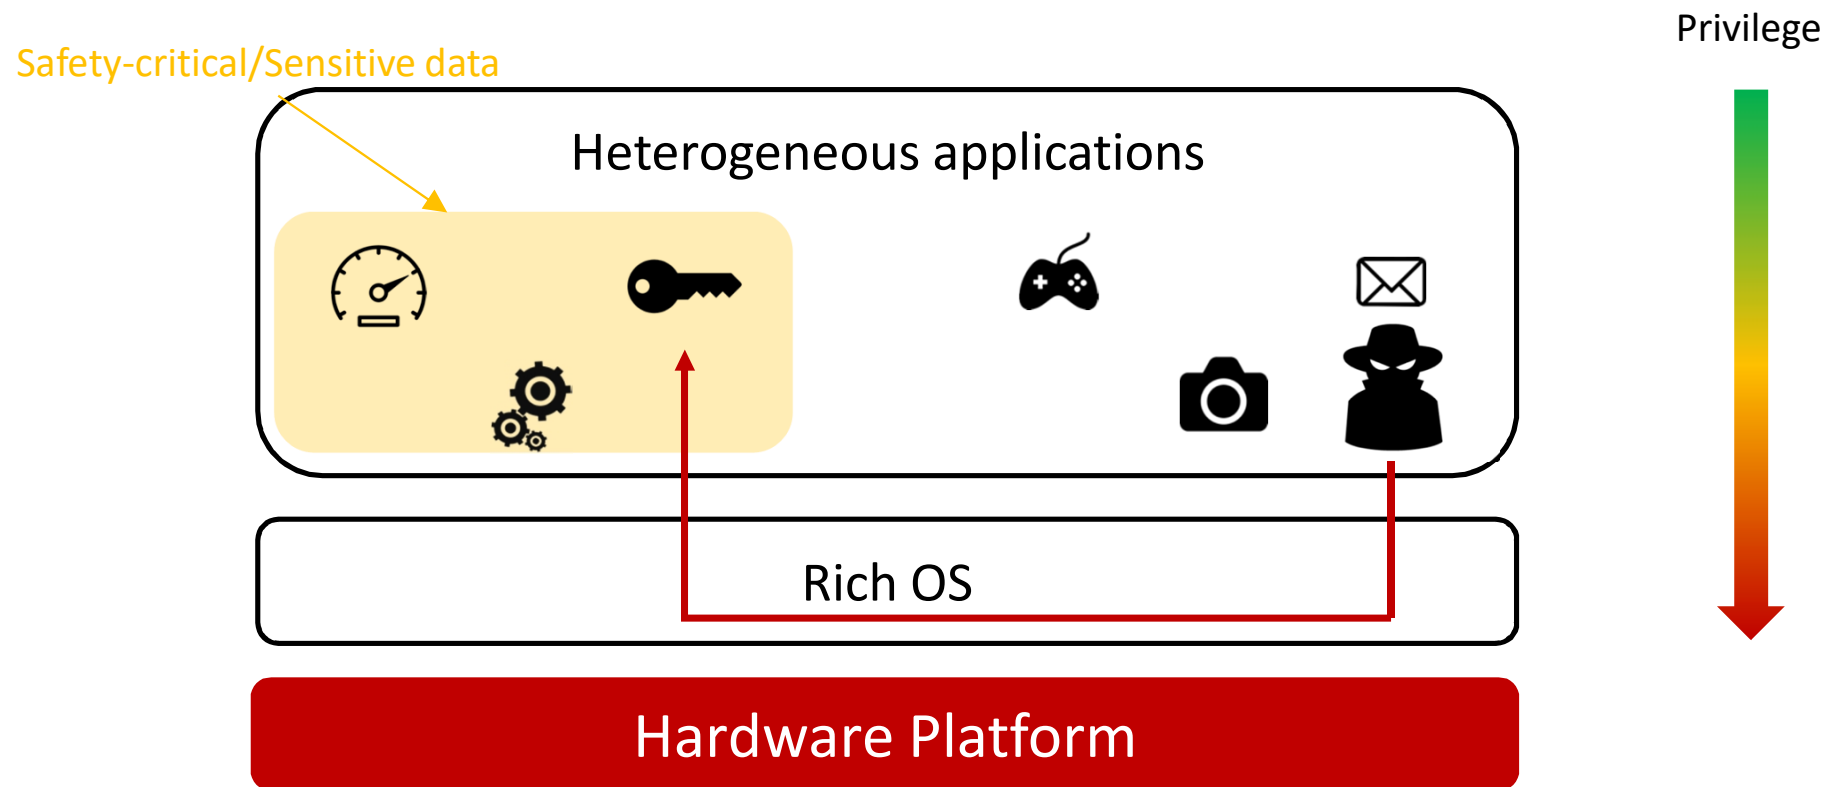 Privilege
Safety-critical/Sensitive data
Heterogeneous applications
Rich OS
Hardware Platform